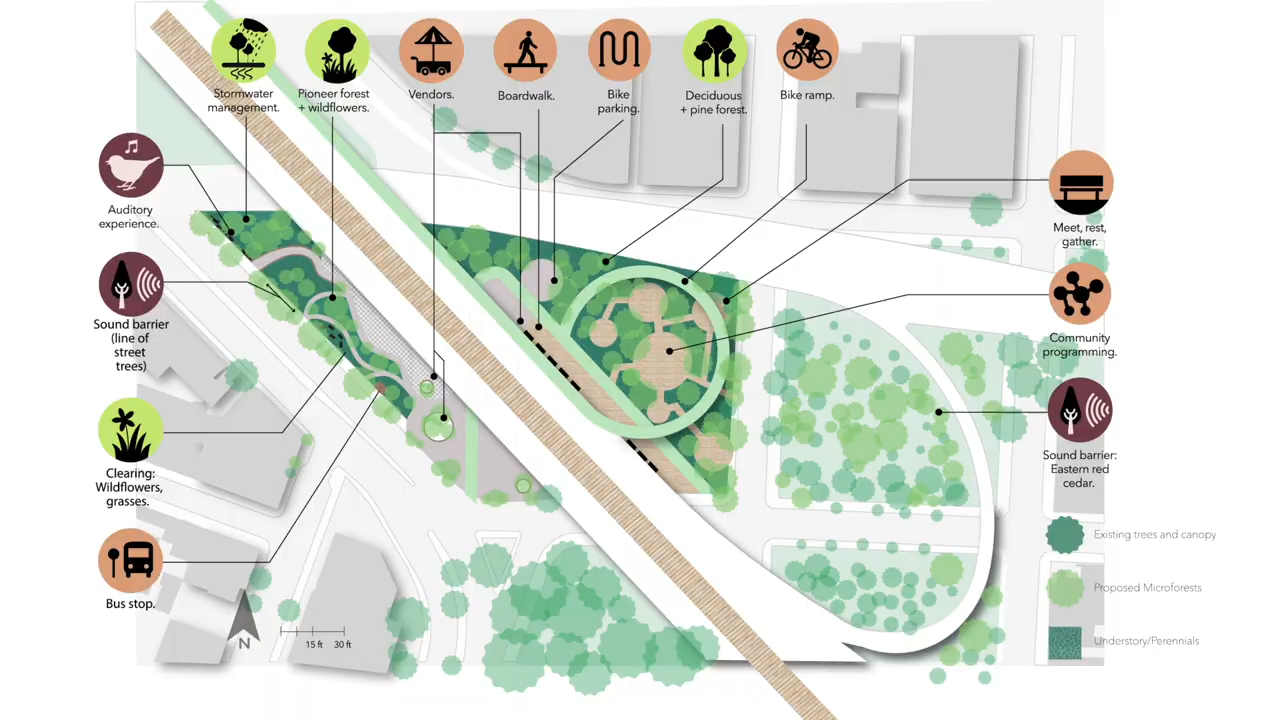 Stormwater
management.
Pioneer forest
+ wildflowers.
Vendors.
Boardwalk.
Bike
parking.
Deciduous
+ pine forest.
Bike ramp.
Auditory
experience.
Meet, rest,
gather.
Sound barrier
(line of
street
trees)
Community
programming.
Clearing:
Wildflowers,
grasses.
Sound barrier:
Eastern red
cedar.
Existing trees and canopy
Bus stop.
Proposed Microforests
N
15 ft 30 ft
Understory/Perennials